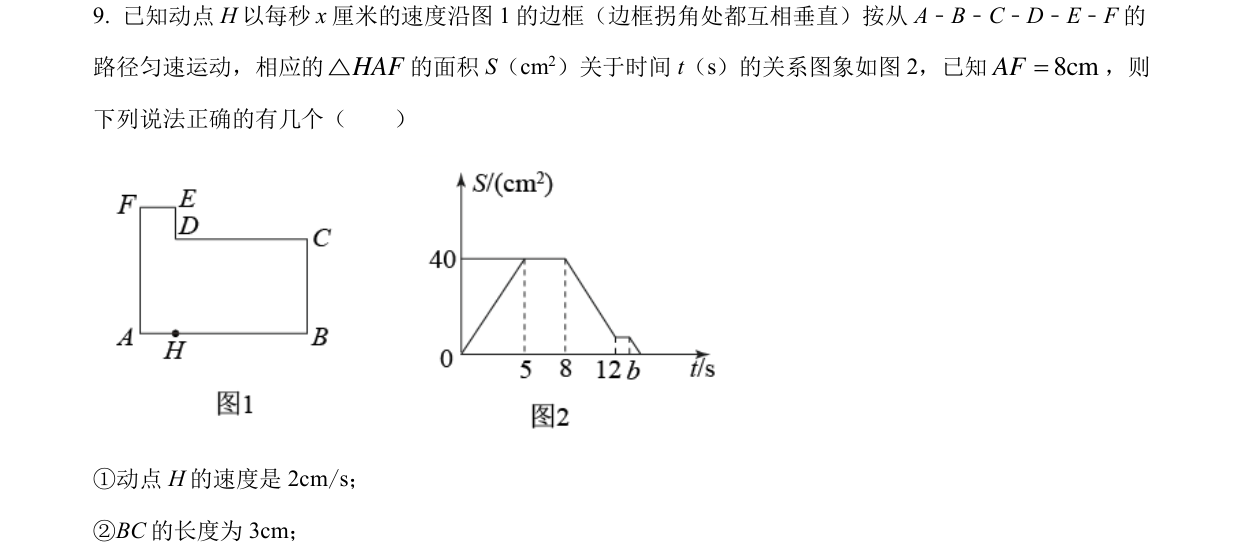 9. 已知动点 H 以每秒 x 厘米的速度沿图 1 的边框（边框拐角处都互相垂直）按从 A﹣B﹣C﹣D﹣E﹣F 的
路径匀速运动，相应的 △HAF 的面积 S（cm²）关于时间 t（s）的关系图象如图 2，已知 AF = 8cm，则
下列说法正确的有几个（　　）
F E
D
C
A
H
B
图1
S/(cm²)
40
0
5 8 12 b t/s
图2
①动点 H 的速度是 2cm/s；
②BC 的长度为 3cm；